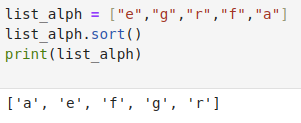 list_alph = ["e","g","r","f","a"]
list_alph.sort()
print(list_alph)
['a', 'e', 'f', 'g', 'r']